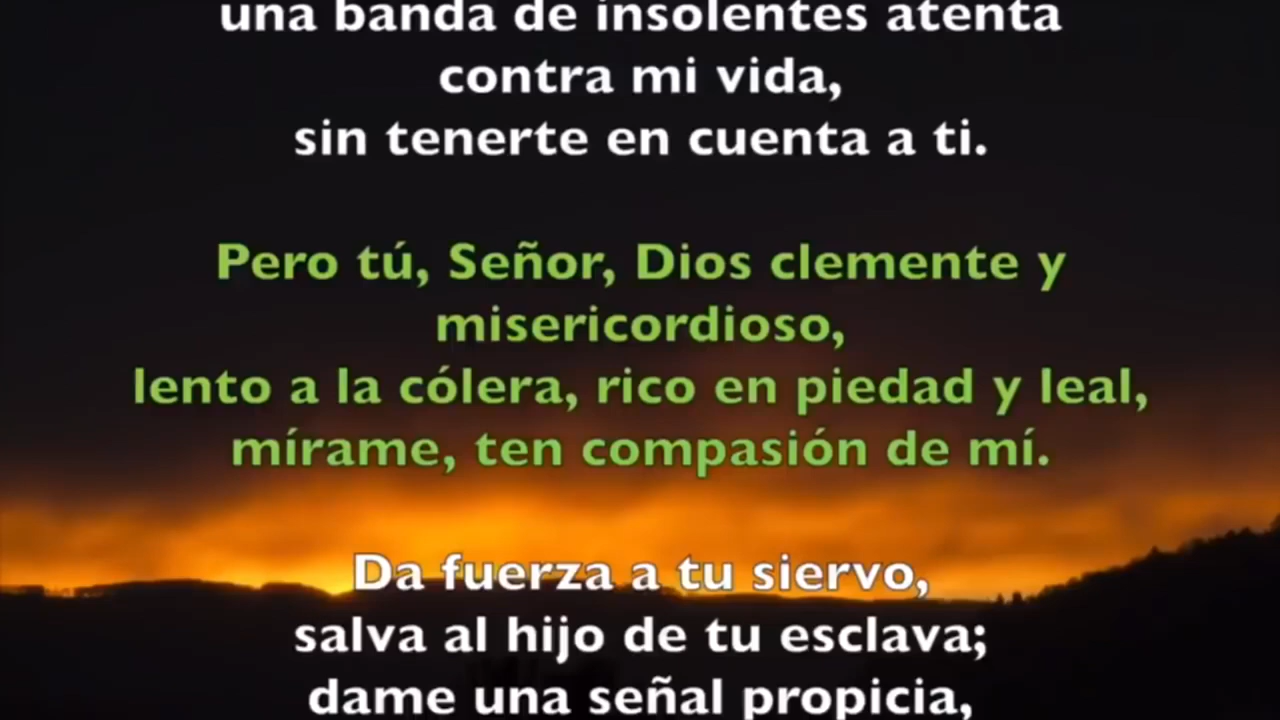 una banda de insolentes atenta
contra mi vida,
sin tenerte en cuenta a ti.
Pero tú, Señor, Dios clemente y
misericordioso,
lento a la cólera, rico en piedad y leal,
mírame, ten compasión de mí.
Da fuerza a tu siervo,
salva al hijo de tu esclava;
dame una señal propicia,